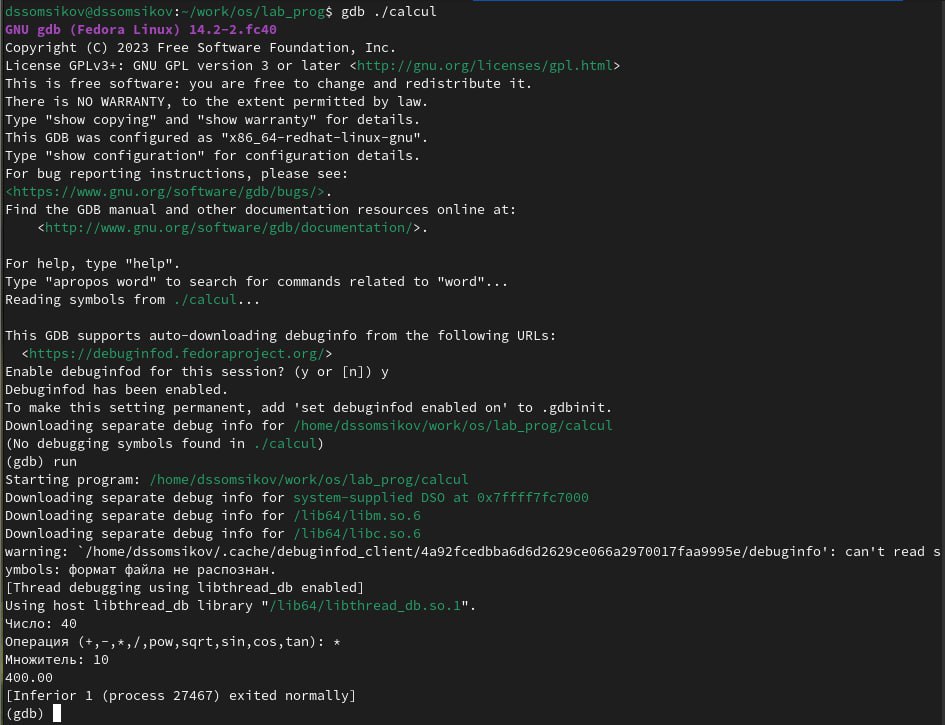 dssomsikov@dssomsikov:~/work/os/lab_prog$ gdb ./calcul
GNU gdb (Fedora Linux) 14.2-2.fc40
Copyright (C) 2023 Free Software Foundation, Inc.
License GPLv3+: GNU GPL version 3 or later <http://gnu.org/licenses/gpl.html>
This is free software: you are free to change and redistribute it.
There is NO WARRANTY, to the extent permitted by law.
Type "show copying" and "show warranty" for details.
This GDB was configured as "x86_64-redhat-linux-gnu".
Type "show configuration" for configuration details.
For bug reporting instructions, please see:
<https://www.gnu.org/software/gdb/bugs/>.
Find the GDB manual and other documentation resources online at:
    <http://www.gnu.org/software/gdb/documentation/>.

For help, type "help".
Type "apropos word" to search for commands related to "word"...
Reading symbols from ./calcul...

This GDB supports auto-downloading debuginfo from the following URLs:
  <https://debuginfod.fedoraproject.org/>
Enable debuginfod for this session? (y or [n]) y
Debuginfod has been enabled.
To make this setting permanent, add 'set debuginfod enabled on' to .gdbinit.
Downloading separate debug info for /home/dssomsikov/work/os/lab_prog/calcul
(No debugging symbols found in ./calcul)
(gdb) run
Starting program: /home/dssomsikov/work/os/lab_prog/calcul
Downloading separate debug info for system-supplied DSO at 0x7ffff7fc7000
Downloading separate debug info for /lib64/libm.so.6
Downloading separate debug info for /lib64/libc.so.6
warning: `/home/dssomsikov/.cache/debuginfod_client/4a92fcedbba6d6d2629ce066a2970017faa9995e/debuginfo': can't read s
ymbols: формат файла не распознан.
[Thread debugging using libthread_db enabled]
Using host libthread_db library "/lib64/libthread_db.so.1".
Число: 40
Операция (+,-,*,/,pow,sqrt,sin,cos,tan): *
Множитель: 10
400.00
[Inferior 1 (process 27467) exited normally]
(gdb)